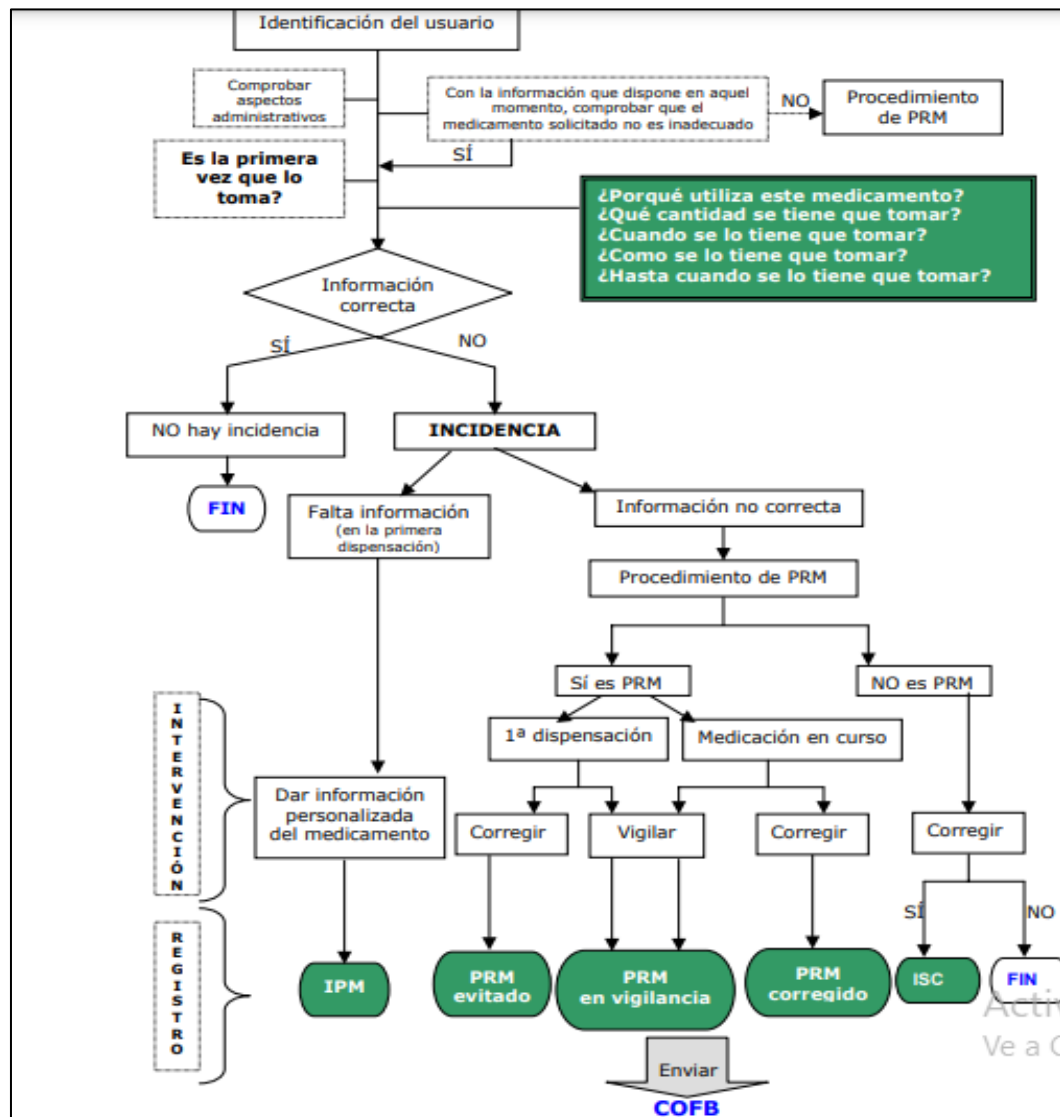 Identificación del usuario
Comprobar
aspectos
administrativos
Con la información que dispone en aquel
momento, comprobar que el
medicamento solicitado no es inadecuado
NO
Procedimiento
de PRM
SÍ
Es la primera
vez que lo
toma?
¿Porqué utiliza este medicamento?
¿Qué cantidad se tiene que tomar?
¿Cuando se lo tiene que tomar?
¿Como se lo tiene que tomar?
¿Hasta cuando se lo tiene que tomar?
Información
correcta
SÍ
NO
NO hay incidencia
INCIDENCIA
FIN
Falta información
(en la primera
dispensación)
Información no correcta
Procedimiento de PRM
Sí es PRM
NO es PRM
1ª dispensación
Medicación en curso
INTERVENCIÓN
Dar información
personalizada
del medicamento
Corregir
Vigilar
Corregir
Corregir
SÍ
NO
REGISTRO
IPM
PRM
evitado
PRM
en vigilancia
PRM
corregido
ISC
FIN
Ve a
Enviar
COFB